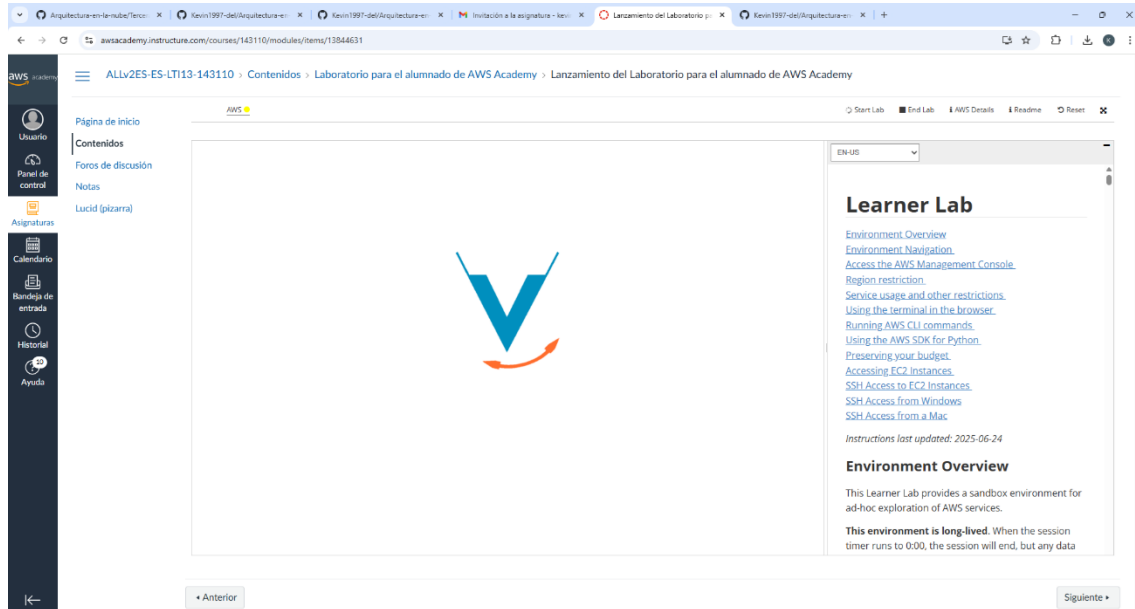 Arquitectura-en-la-nube/Tercer
Kevin1997-del/Arquitectura-en-
Kevin1997-del/Arquitectura-en-
Invitación a la asignatura - kevi
Lanzamiento del Laboratorio pa
Kevin1997-del/Arquitectura-en-
awsacademy.instructure.com/courses/143110/modules/items/13844631
aws academy
ALLv2ES-ES-LTI13-143110 > Contenidos > Laboratorio para el alumnado de AWS Academy > Lanzamiento del Laboratorio para el alumnado de AWS Academy
Usuario
Panel de
control
Asignaturas
Calendario
Bandeja de
entrada
Historial
10
Ayuda
Página de inicio
Contenidos
Foros de discusión
Notas
Lucid (pizarra)
AWS
Start Lab End Lab AWS Details Readme Reset
EN-US
Learner Lab
Environment Overview
Environment Navigation
Access the AWS Management Console
Region restriction
Service usage and other restrictions
Using the terminal in the browser
Running AWS CLI commands
Using the AWS SDK for Python
Preserving your budget
Accessing EC2 Instances
SSH Access to EC2 Instances
SSH Access from Windows
SSH Access from a Mac
Instructions last updated: 2025-06-24
Environment Overview
This Learner Lab provides a sandbox environment for
ad-hoc exploration of AWS services.
This environment is long-lived. When the session
timer runs to 0:00, the session will end, but any data
Anterior
Siguiente